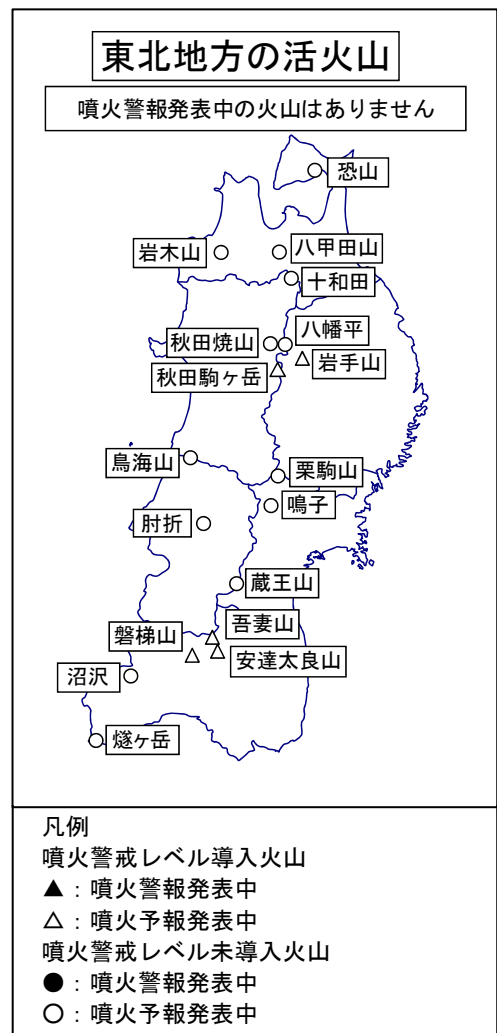 東北地方の活火山
噴火警報発表中の火山はありません
恐山
岩木山
八甲田山
十和田
秋田焼山
八幡平
岩手山
秋田駒ヶ岳
鳥海山
栗駒山
鳴子
肘折
蔵王山
吾妻山
磐梯山
安達太良山
沼沢
燧ヶ岳
凡例
噴火警戒レベル導入火山
▲：噴火警報発表中
△：噴火予報発表中
噴火警戒レベル未導入火山
●：噴火警報発表中
○：噴火予報発表中